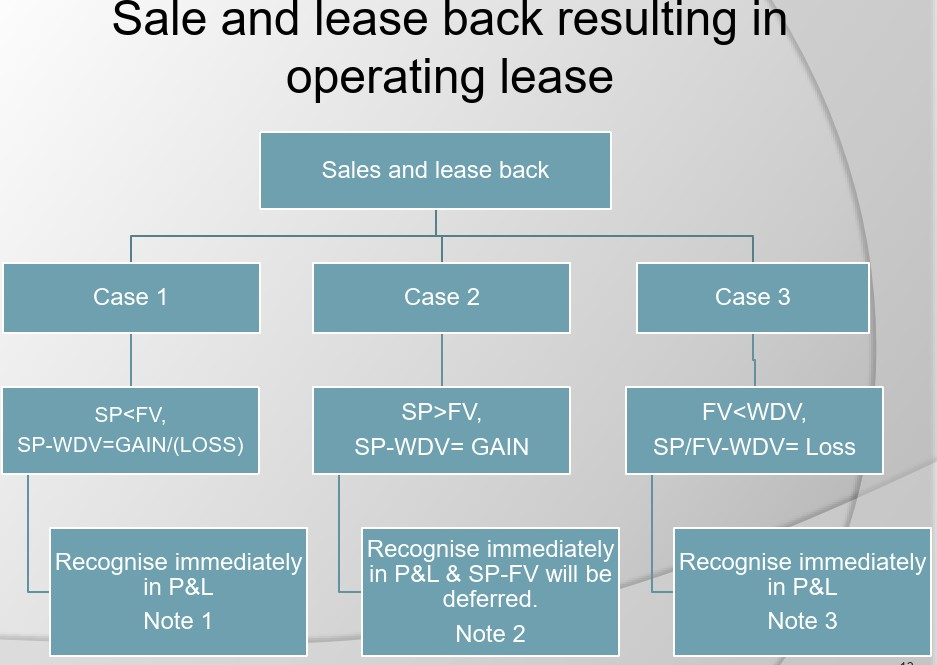 Sale and lease back resulting in
operating lease
Sales and lease back
Case 1
Case 2
Case 3
SP<FV,
SP-WDV=GAIN/(LOSS)
SP>FV,
SP-WDV= GAIN
FV<WDV,
SP/FV-WDV= Loss
Recognise immediately
in P&L
Note 1
Recognise immediately
in P&L & SP-FV will be
deferred.
Note 2
Recognise immediately
in P&L
Note 3